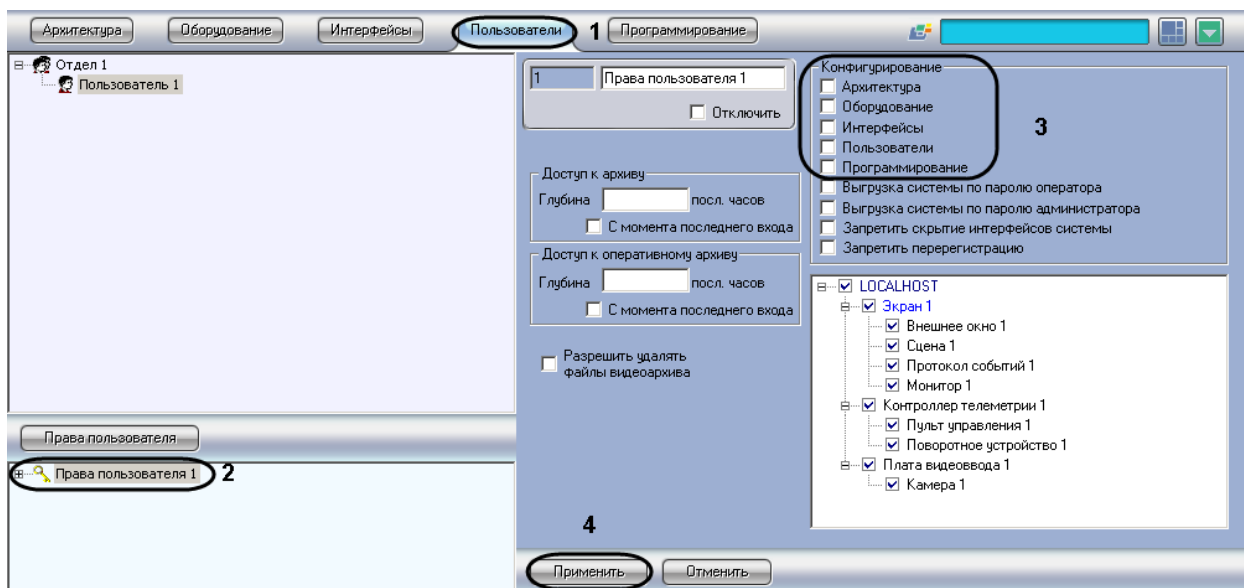 Архитектура Оборудование Интерфейсы Пользователи 1 Программирование
Отдел 1
Пользователь 1
1 Права пользователя 1
Отключить
Доступ к архиву
Глубина посл. часов
С момента последнего входа
Доступ к оперативному архиву
Глубина посл. часов
С момента последнего входа
Разрешить удалять
файлы видеоархива
Конфигурирование
Архитектура
Оборудование
Интерфейсы
3
Пользователи
Программирование
Выгрузка системы по паролю оператора
Выгрузка системы по паролю администратора
Запретить скрытие интерфейсов системы
Запретить перерегистрацию
LOCALHOST
Экран 1
Внешнее окно 1
Сцена 1
Протокол событий 1
Монитор 1
Контроллер телеметрии 1
Пульт управления 1
Поворотное устройство 1
Плата видеоввода 1
Камера 1
Права пользователя
Права пользователя 1 2
4
Применить Отменить